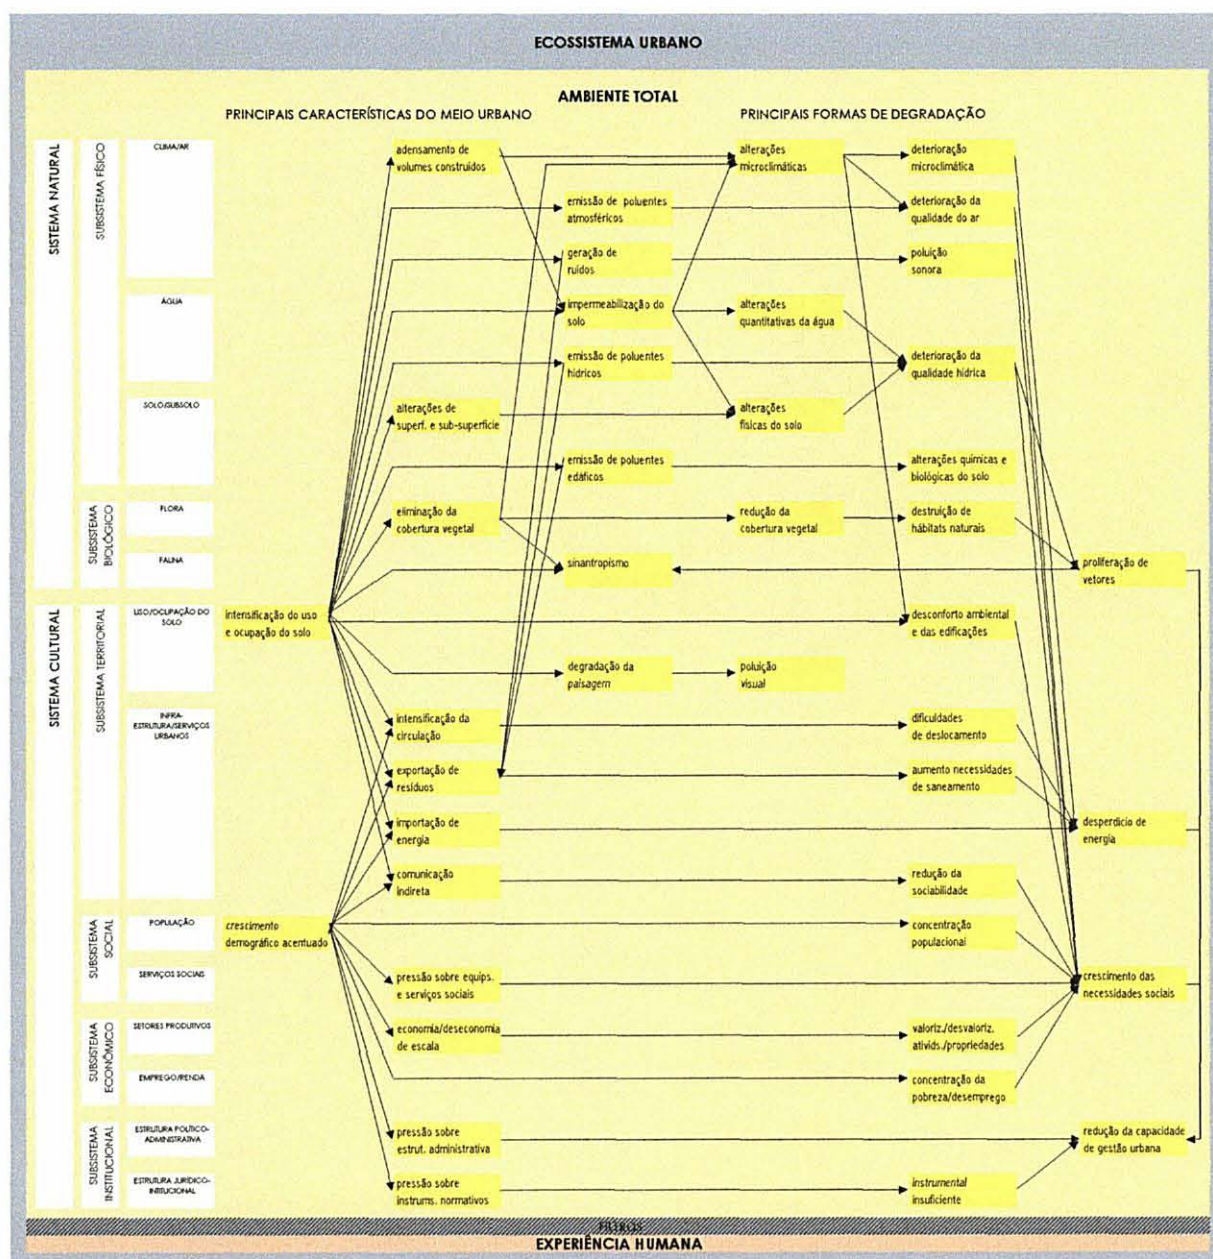 ECOSSISTEMA URBANO
AMBIENTE TOTAL
PRINCIPAIS CARACTERÍSTICAS DO MEIO URBANO
PRINCIPAIS FORMAS DE DEGRADAÇÃO
SISTEMA NATURAL
SUBSISTEMA FÍSICO
CLIMA/AR
adensamento de
volumes construídos
alterações
microclimáticas
deterioração
microclimática
emissão de poluentes
atmosféricos
deterioração da
qualidade do ar
geração de
ruídos
poluição
sonora
ÁGUA
impermeabilização do
solo
alterações
quantitativas da água
emissão de poluentes
hídricos
deterioração da
qualidade hídrica
SOLO/SUBSOLO
alterações de
superf. e sub-superfície
alterações
físicas do solo
emissão de poluentes
edáficos
alterações químicas e
biológicas do solo
SUBSISTEMA
BIOLÓGICO
FLORA
eliminação da
cobertura vegetal
redução da
cobertura vegetal
destruição de
hábitats naturais
FAUNA
sinantropismo
proliferação de
vetores
SISTEMA CULTURAL
SUBSISTEMA TERRITORIAL
USO/OCUPAÇÃO DO
SOLO
intensificação do uso
e ocupação do solo
desconforto ambiental
e das edificações
degradação da
paisagem
poluição
visual
INFRA-
ESTRUTURA/SERVIÇOS
URBANOS
intensificação da
circulação
dificuldades
de deslocamento
exportação de
resíduos
aumento necessidades
de saneamento
importação de
energia
desperdício de
energia
comunicação
indireta
redução da
sociabilidade
SUBSISTEMA
SOCIAL
POPULAÇÃO
crescimento
demográfico acentuado
concentração
populacional
SERVIÇOS SOCIAIS
pressão sobre equips.
e serviços sociais
crescimento das
necessidades sociais
SUBSISTEMA
ECONÔMICO
SETORES PRODUTIVOS
economia/deseconomia
de escala
valoriz./desvaloriz.
ativids./propriedades
EMPREGO/RENDA
concentração da
pobreza/desemprego
SUBSISTEMA
INSTITUCIONAL
ESTRUTURA POLÍTICO-
ADMINISTRATIVA
pressão sobre
estrut. administrativa
redução da capacidade
de gestão urbana
ESTRUTURA JURÍDICO-
INTITUCIONAL
pressão sobre
instrums. normativos
instrumental
insuficiente
FILTROS
EXPERIÊNCIA HUMANA